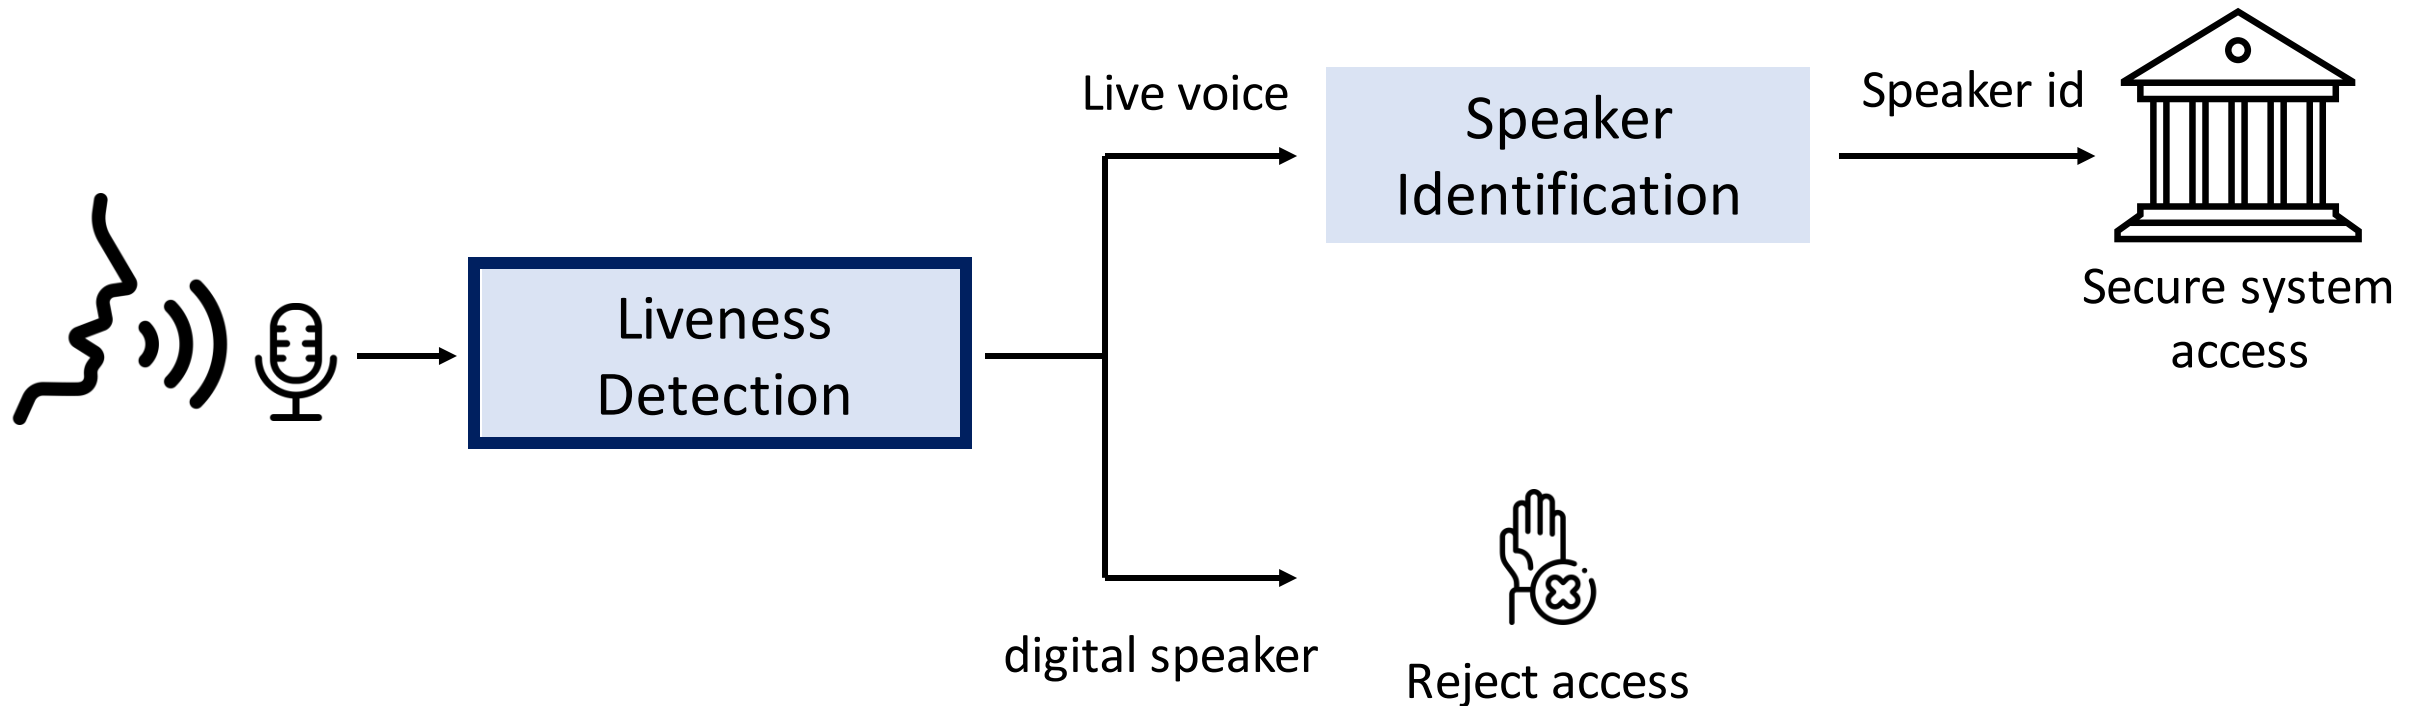 Liveness
Detection
Live voice
Speaker
Identification
Speaker id
Secure system
access
digital speaker
Reject access